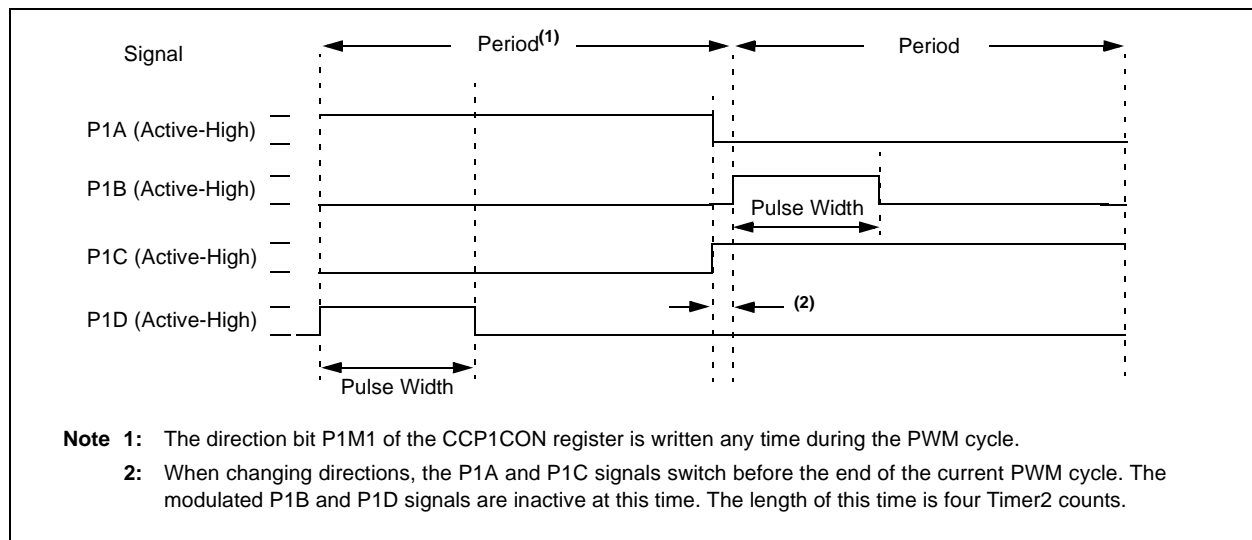 Signal
Period(1)
Period
P1A (Active-High)
P1B (Active-High)
Pulse Width
P1C (Active-High)
(2)
P1D (Active-High)
Pulse Width
Note 1: The direction bit P1M1 of the CCP1CON register is written any time during the PWM cycle.
2: When changing directions, the P1A and P1C signals switch before the end of the current PWM cycle. The
modulated P1B and P1D signals are inactive at this time. The length of this time is four Timer2 counts.